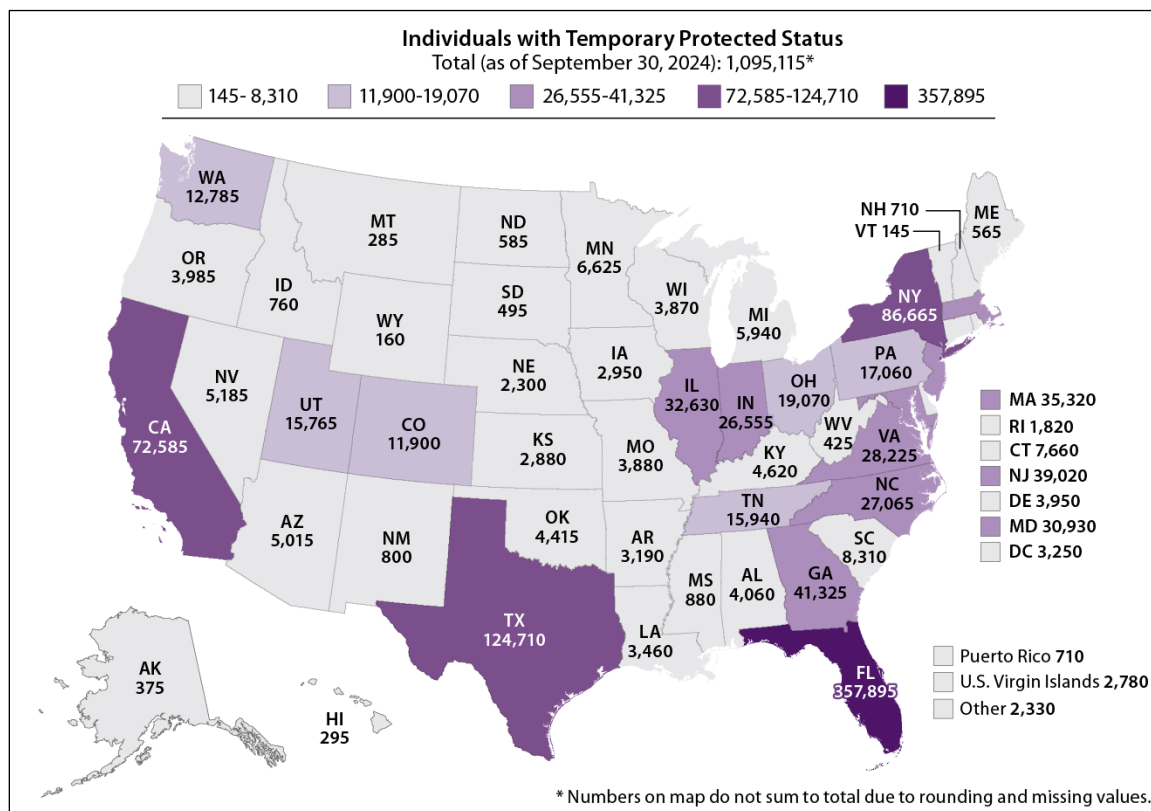 Individuals with Temporary Protected Status
Total (as of September 30, 2024): 1,095,115*
145- 8,310
11,900-19,070
26,555-41,325
72,585-124,710
357,895
WA
12,785
OR
3,985
ID
760
MT
285
ND
585
MN
6,625
SD
495
WY
160
WI
3,870
MI
5,940
NH 710
VT 145
ME
565
NY
86,665
CA
72,585
NV
5,185
UT
15,765
CO
11,900
NE
2,300
IA
2,950
IL
32,630
IN
26,555
OH
19,070
PA
17,060
KS
2,880
MO
3,880
KY
4,620
WV
425
VA
28,225
NC
27,065
TN
15,940
AZ
5,015
NM
800
OK
4,415
AR
3,190
SC
8,310
MS
880
AL
4,060
GA
41,325
TX
124,710
LA
3,460
FL
357,895
AK
375
HI
295
MA 35,320
RI 1,820
CT 7,660
NJ 39,020
DE 3,950
MD 30,930
DC 3,250
Puerto Rico 710
U.S. Virgin Islands 2,780
Other 2,330
* Numbers on map do not sum to total due to rounding and missing values.